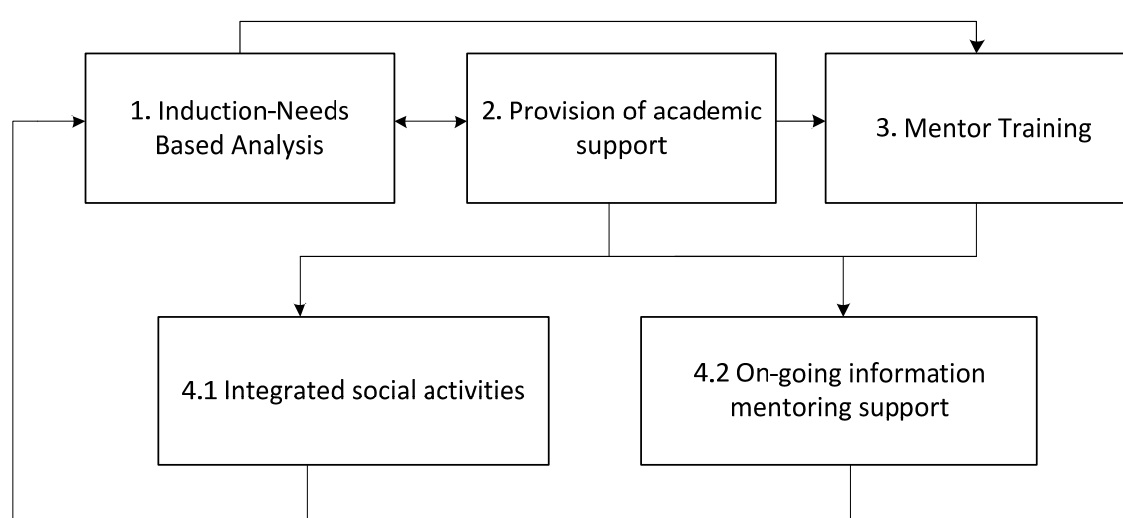 1. Induction-Needs
Based Analysis
2. Provision of academic
support
3. Mentor Training
4.1 Integrated social activities
4.2 On-going information
mentoring support